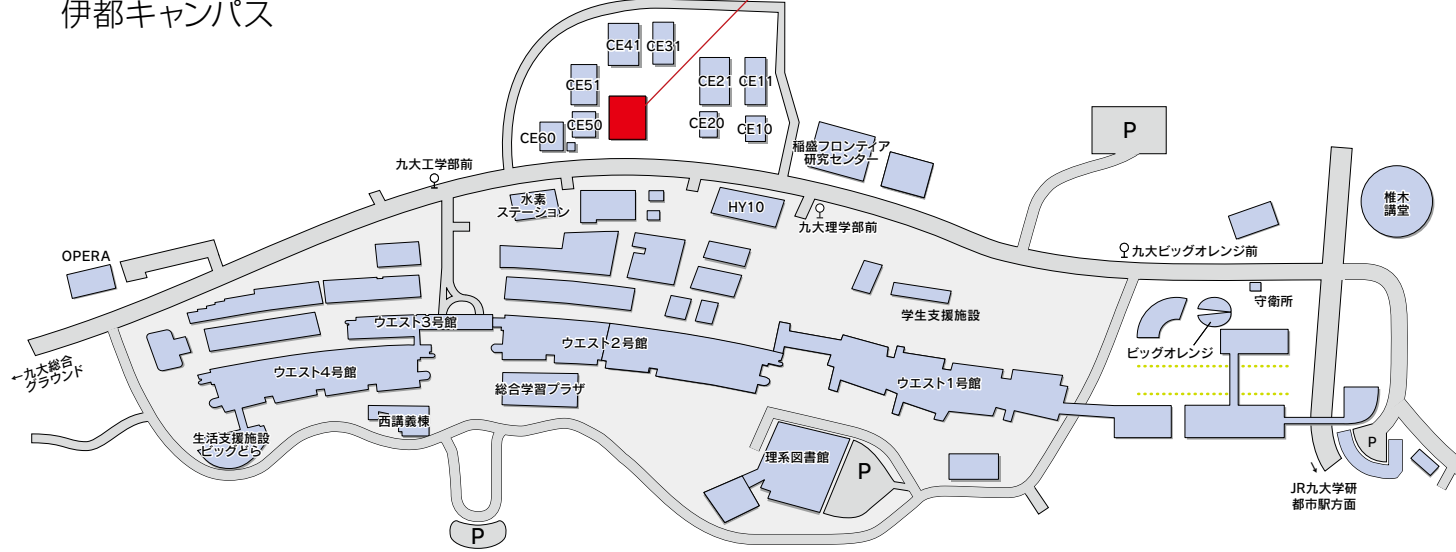 伊都キャンパス
CE41
CE31
CE51
CE21
CE11
CE50
CE20
CE10
CE60
稲盛フロンティア
研究センター
P
九大工学部前
水素
ステーション
HY10
九大理学部前
椎木
講堂
九大ビッグオレンジ前
OPERA
守衛所
学生支援施設
ウエスト3号館
ウエスト2号館
ビッグオレンジ
←九大総合
グラウンド
ウエスト4号館
総合学習プラザ
ウエスト1号館
西講義棟
生活支援施設
ビッグどら
理系図書館
P
P
JR九大学研
都市駅方面
P